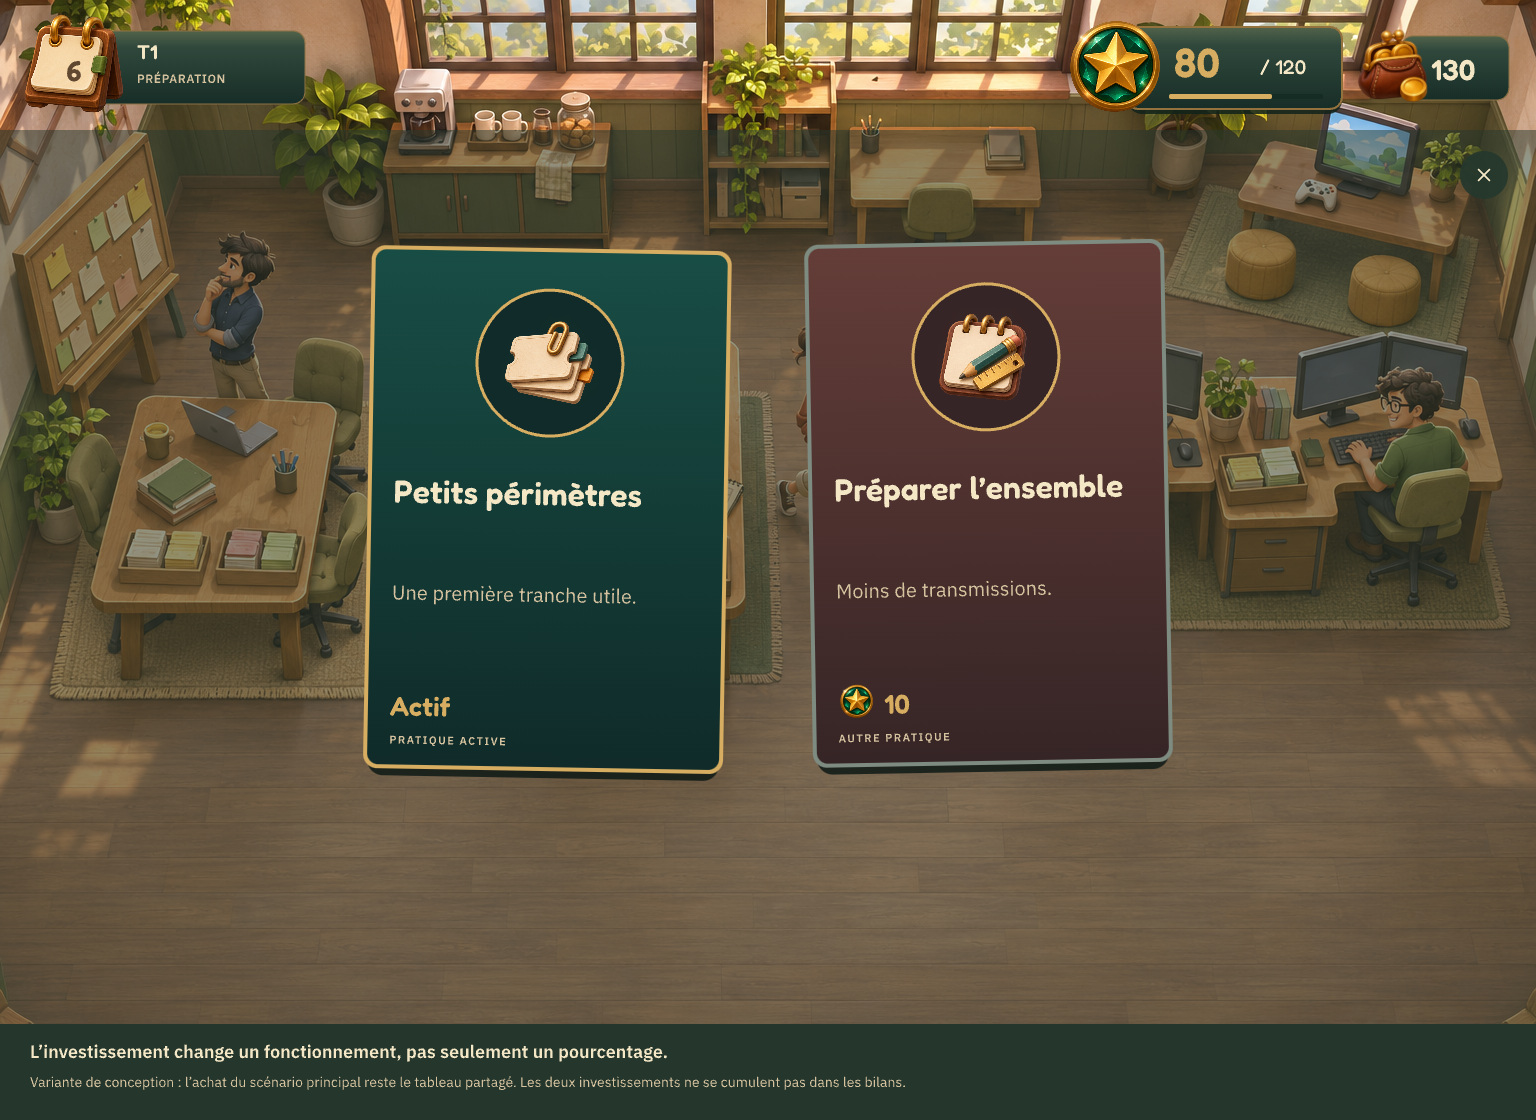 6
T1
PRÉPARATION
80 / 120
130
Petits périmètres
Une première tranche utile.
Actif
PRATIQUE ACTIVE
Préparer l’ensemble
Moins de transmissions.
10
AUTRE PRATIQUE
L’investissement change un fonctionnement, pas seulement un pourcentage.
Variante de conception : l’achat du scénario principal reste le tableau partagé. Les deux investissements ne se cumulent pas dans les bilans.